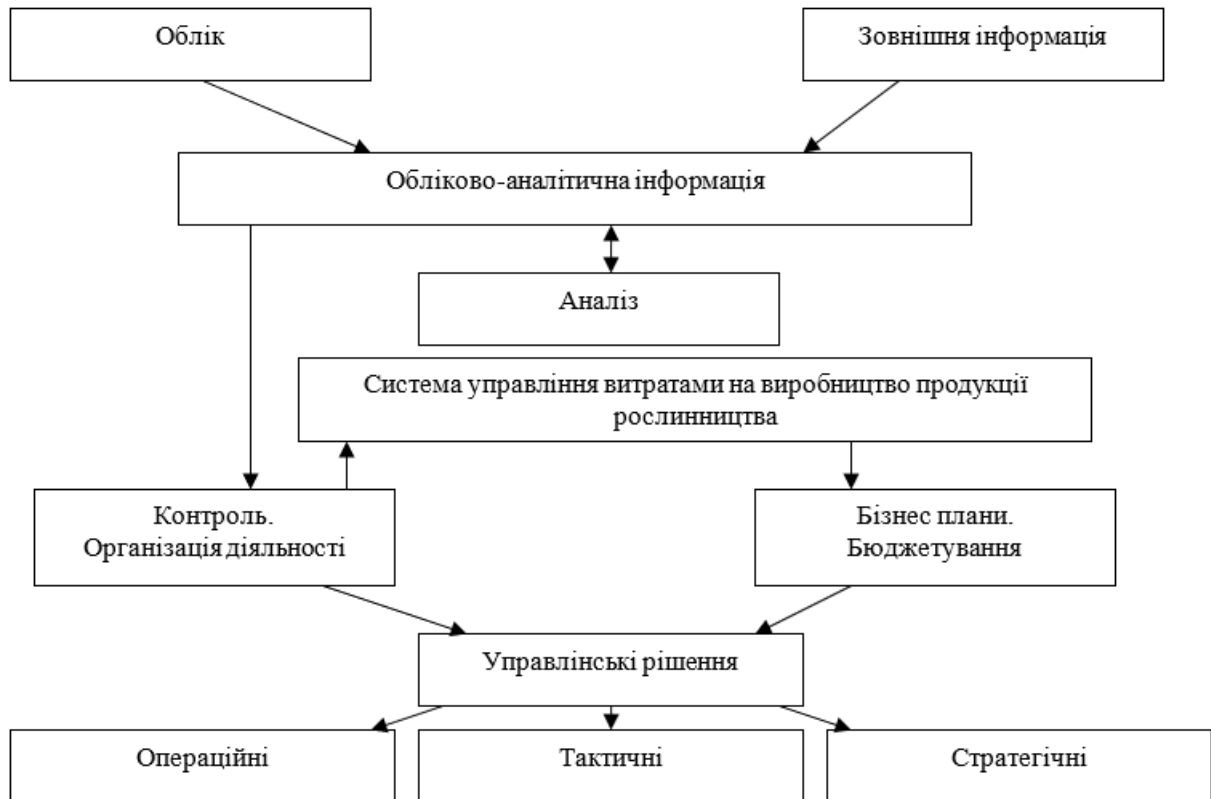 Облік
Зовнішня інформація
Обліково-аналітична інформація
Аналіз
Система управління витратами на виробництво продукції
рослинництва
Контроль.
Організація діяльності
Бізнес плани.
Бюджетування
Управлінські рішення
Операційні
Тактичні
Стратегічні